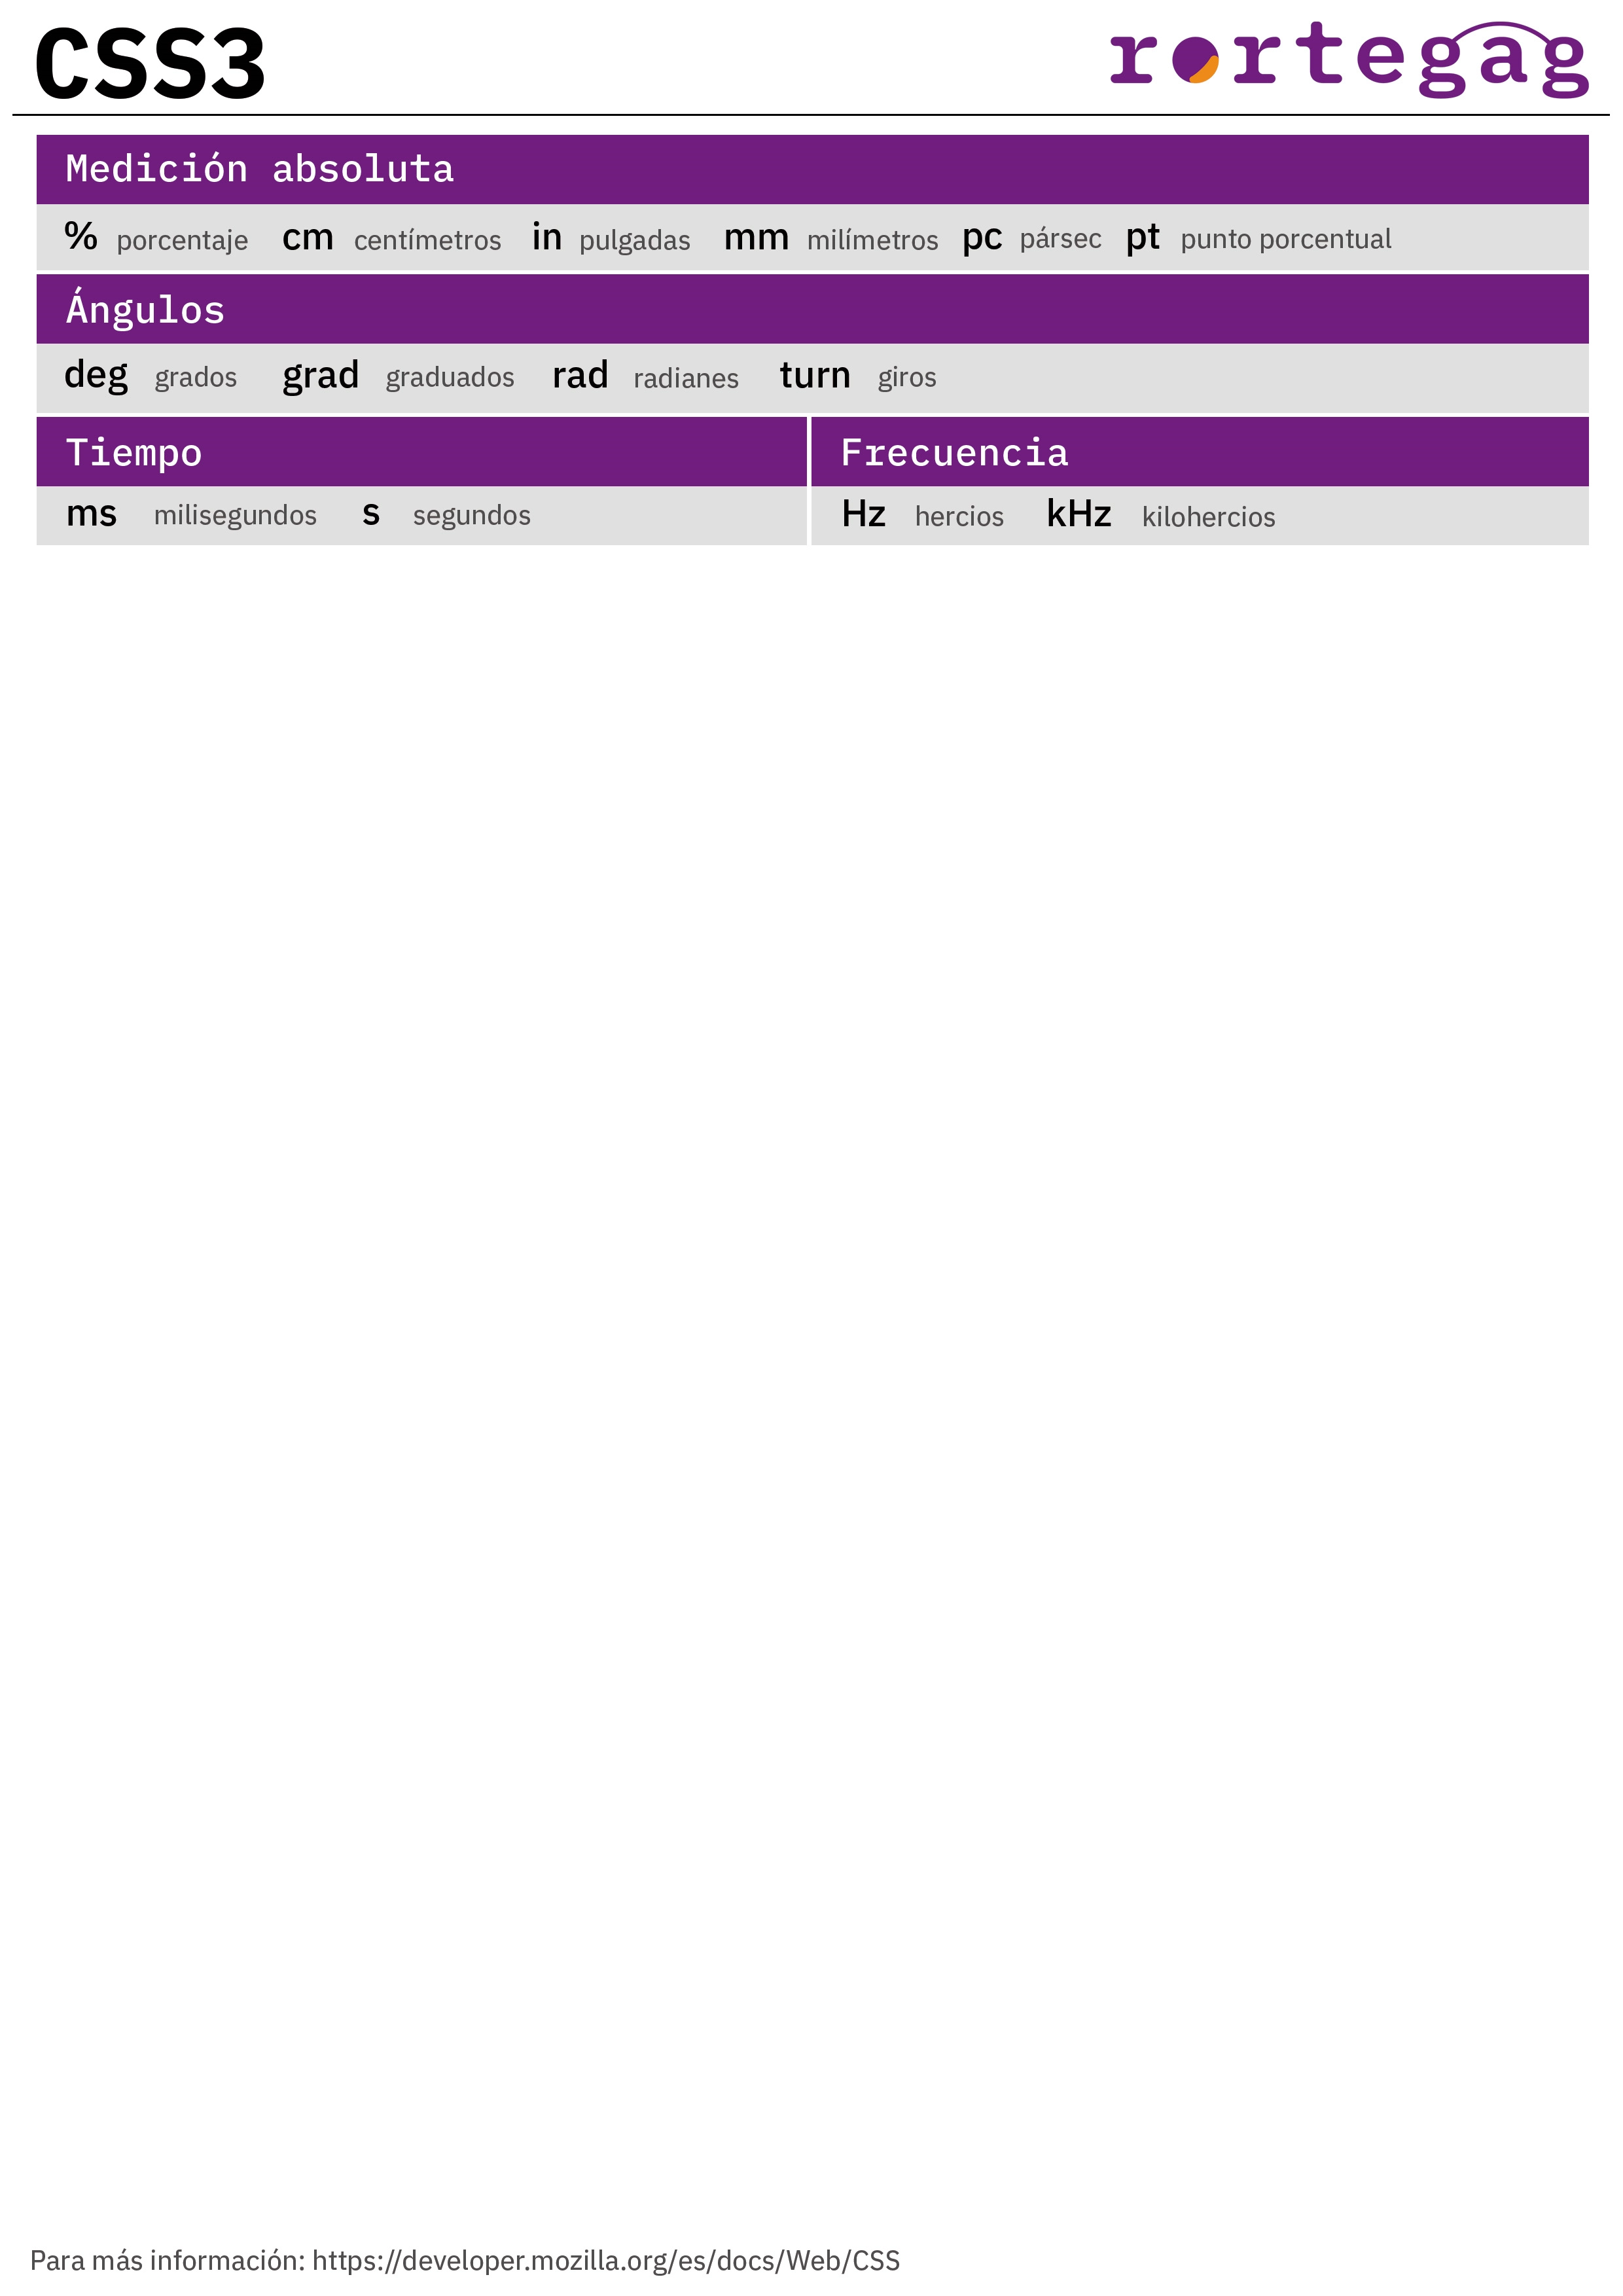 CSS3
rortegag
Medición absoluta
% porcentaje cm centímetros in pulgadas mm milímetros pc pársec pt punto porcentual
Ángulos
deg grados grad graduados rad radianes turn giros
Tiempo
ms milisegundos s segundos
Frecuencia
Hz hercios kHz kilohercios
Para más información: https://developer.mozilla.org/es/docs/Web/CSS